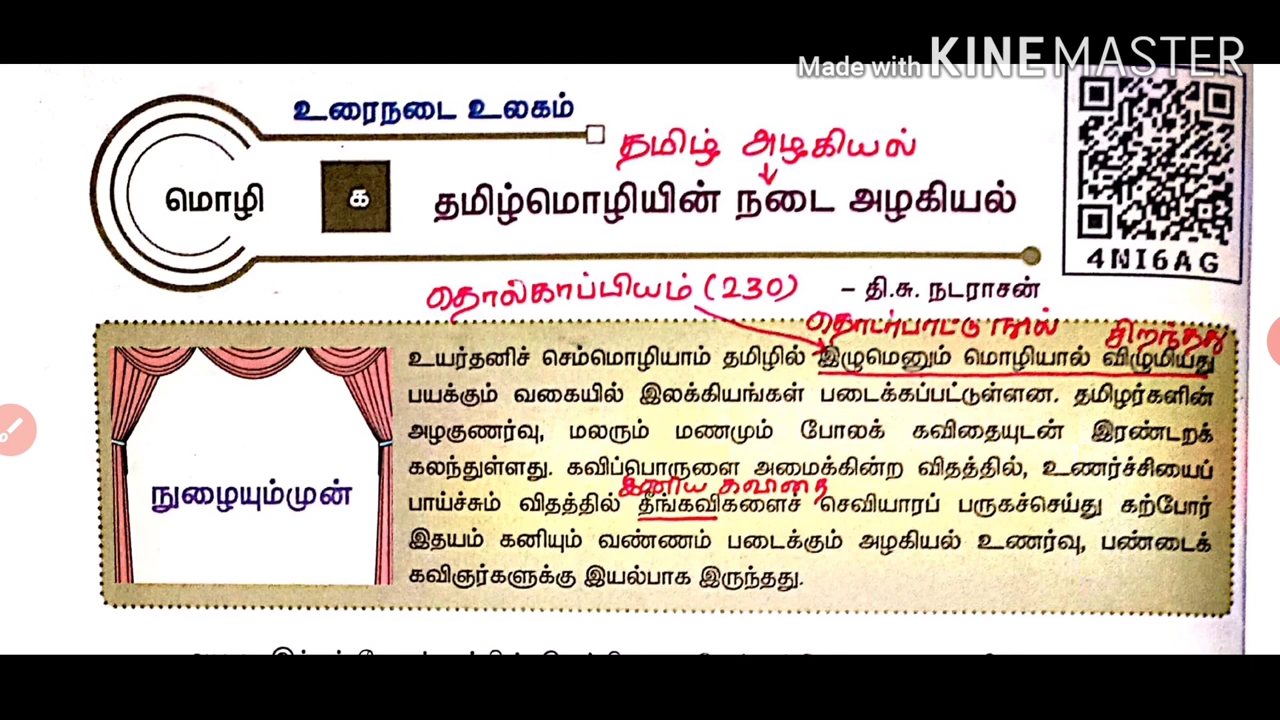 Made with KINEMASTER
உரைநடை உலகம்
தமிழ் அழகியல்
மொழி
௧
தமிழ்மொழியின் நடை அழகியல்
4NI6AG
தொல்காப்பியம் (230)
– தி.சு. நடராசன்
தொடர்பாட்டு நூல் சிறந்தது
உயர்தனிச் செம்மொழியாம் தமிழில் இழுமெனும் மொழியால் விழுமியது
பயக்கும் வகையில் இலக்கியங்கள் படைக்கப்பட்டுள்ளன. தமிழர்களின்
அழகுணர்வு, மலரும் மணமும் போலக் கவிதையுடன் இரண்டறக்
கலந்துள்ளது. கவிப்பொருளை அமைக்கின்ற விதத்தில், உணர்ச்சியைப்
இனிய கவிதை
பாய்ச்சும் விதத்தில் தீங்கவிகளைச் செவியாரப் பருகச்செய்து கற்போர்
இதயம் கனியும் வண்ணம் படைக்கும் அழகியல் உணர்வு, பண்டைக்
கவிஞர்களுக்கு இயல்பாக இருந்தது.
நுழையும்முன்